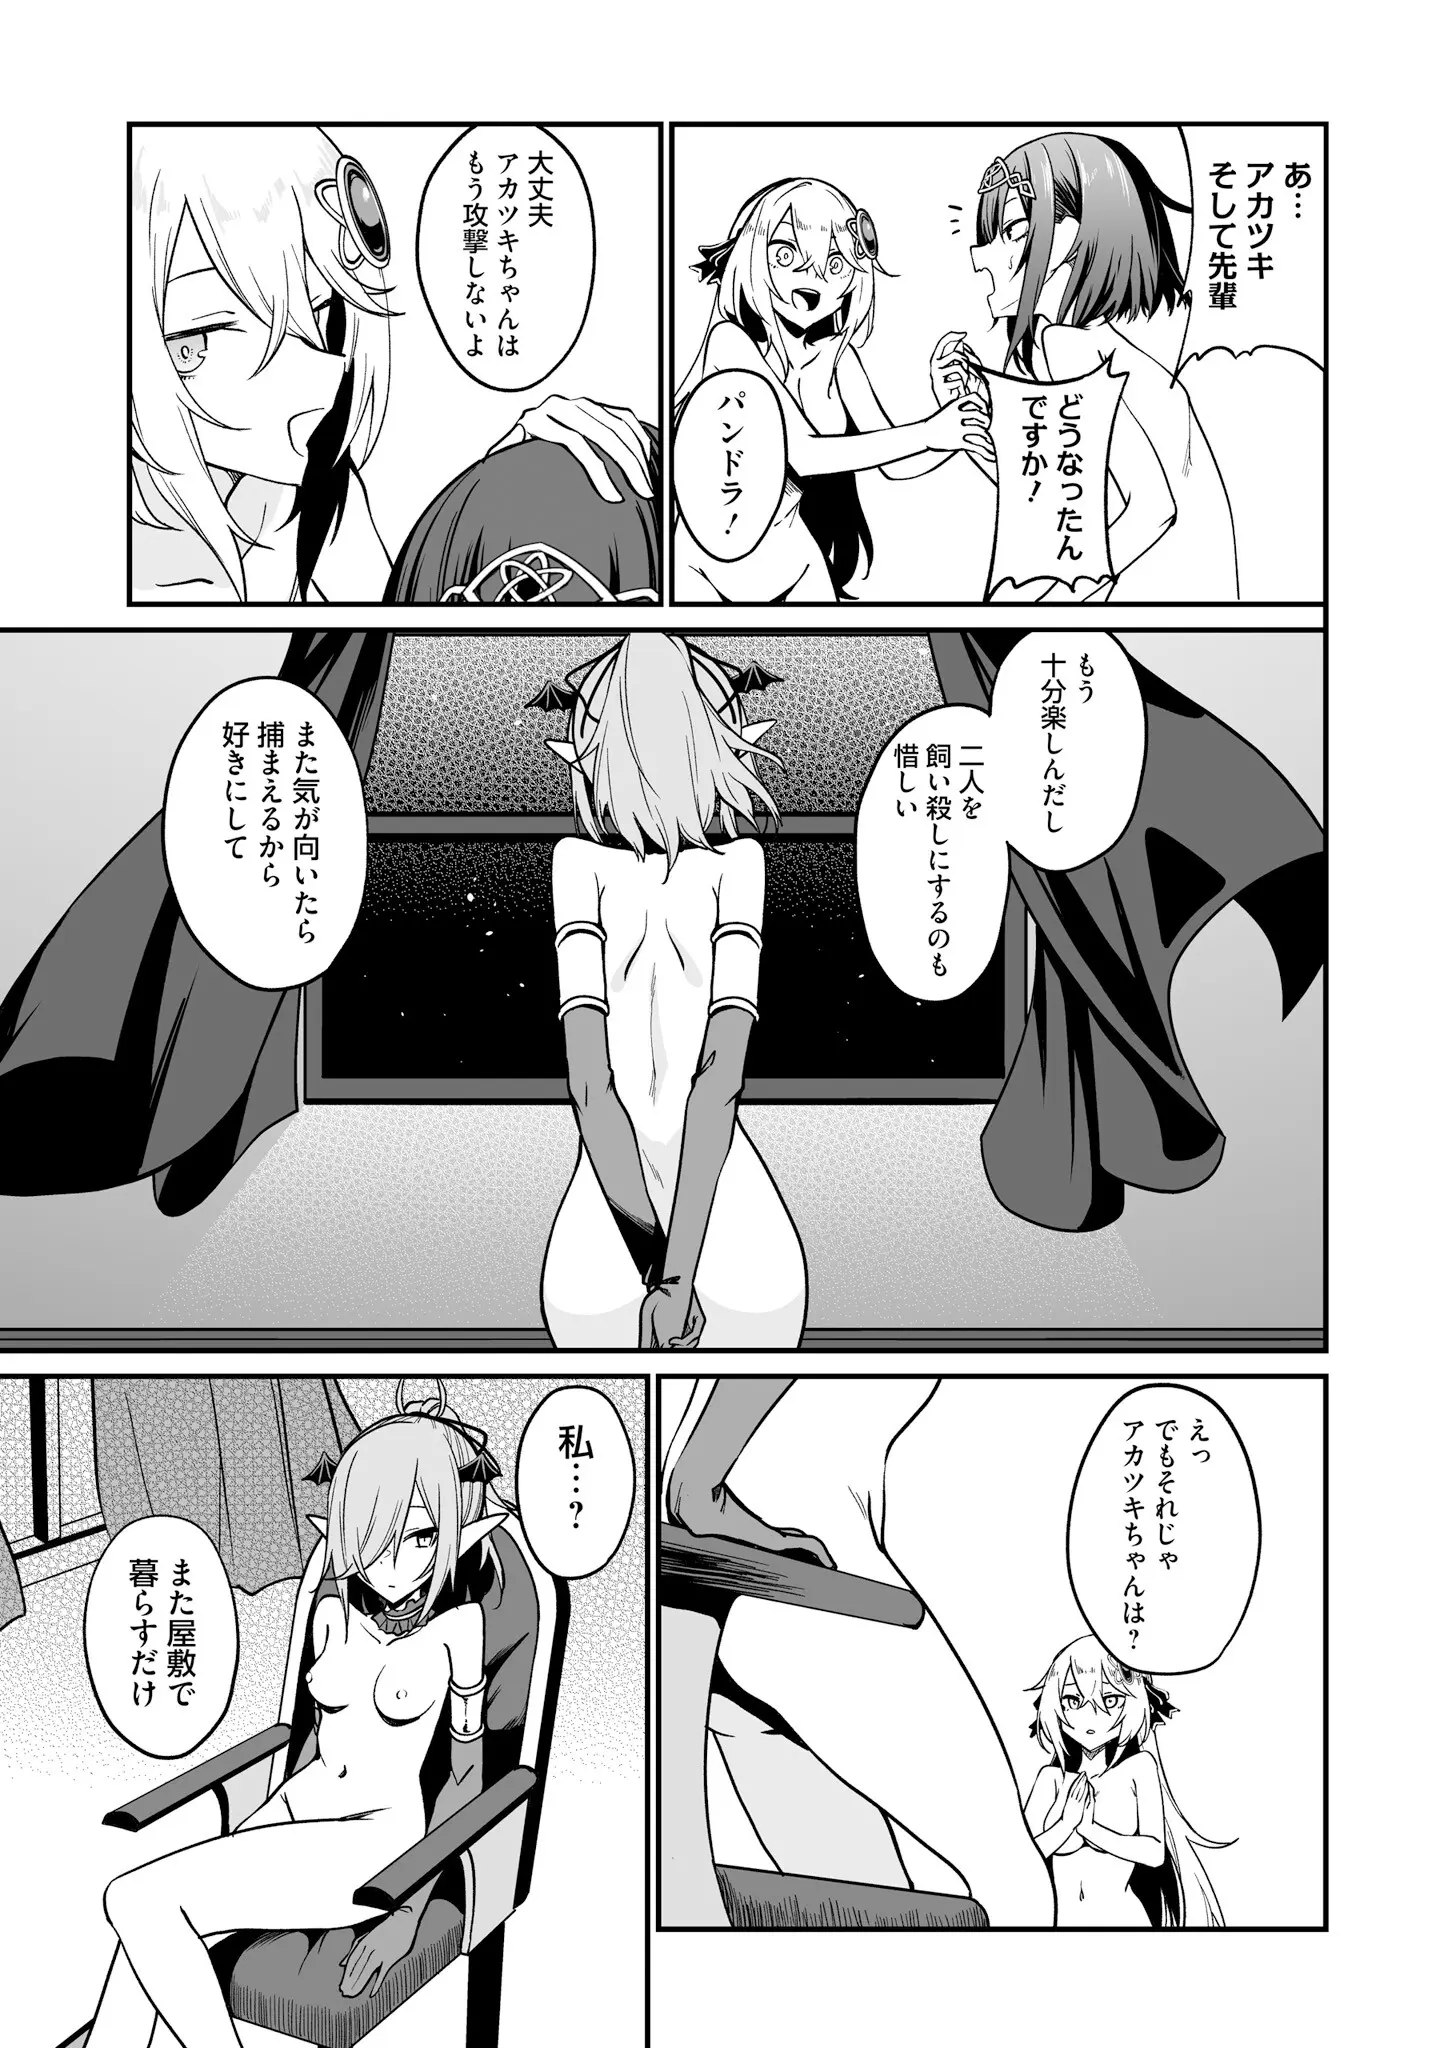 あ…
アカツキ
そして先輩
どうなったん
ですか！
パンドラ！
大丈夫
アカツキちゃんは
もう攻撃しないよ
もう
十分楽しんだし
二人を
飼い殺しにするのも
惜しい
また気が向いたら
捕まえるから
好きにして
えっ
でもそれじゃ
アカツキちゃんは？
私…？
また屋敷で
暮らすだけ